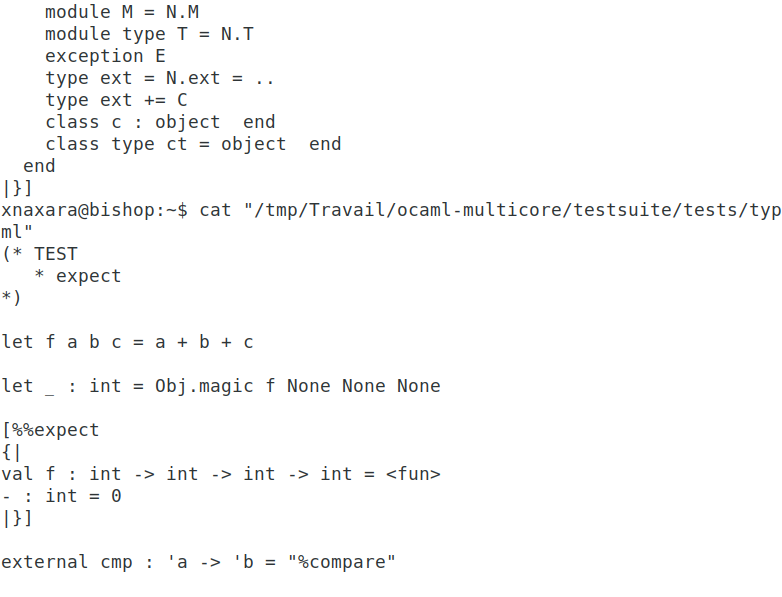 module M = N.M
module type T = N.T
exception E
type ext = N.ext = ..
type ext += C
class c : object  end
class type ct = object  end
end
|}]
xnaxara@bishop:~$ cat "/tmp/Travail/ocaml-multicore/testsuite/tests/typ
ml"
(* TEST
* expect
*)
let f a b c = a + b + c
let _ : int = Obj.magic f None None None
[%%expect
{|
val f : int -> int -> int -> int = <fun>
- : int = 0
|}]
external cmp : 'a -> 'b = "%compare"